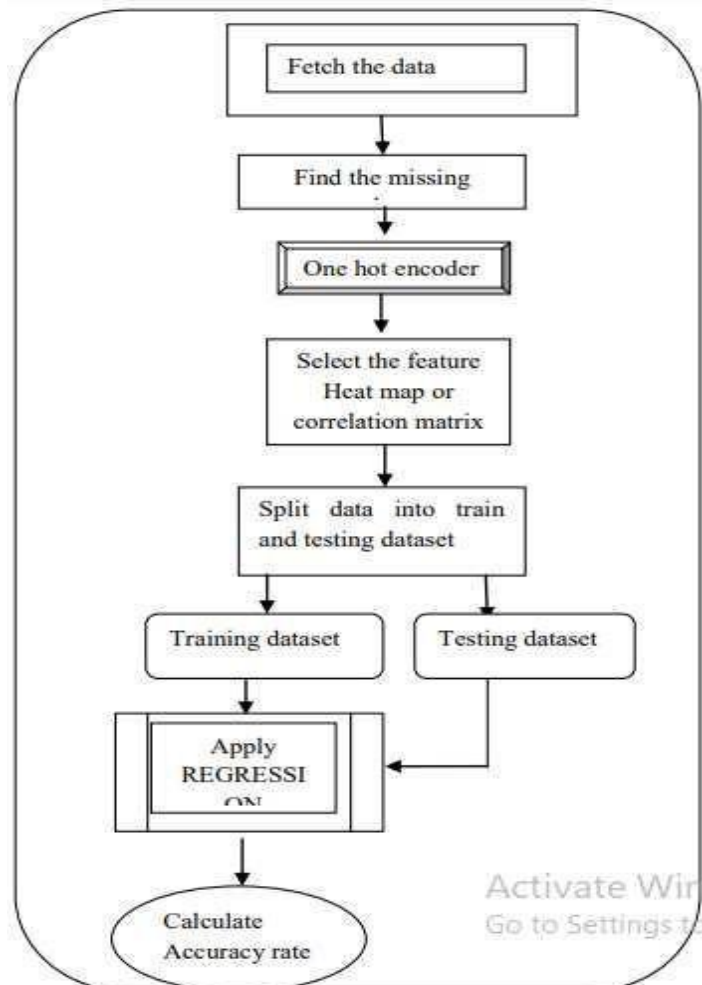 Fetch the data
Find the missing
One hot encoder
Select the feature
Heat map or
correlation matrix
Split data into train
and testing dataset
Training dataset
Testing dataset
Apply
REGRESSI
ON
Calculate
Accuracy rate
Activate Wir
Go to Settings to